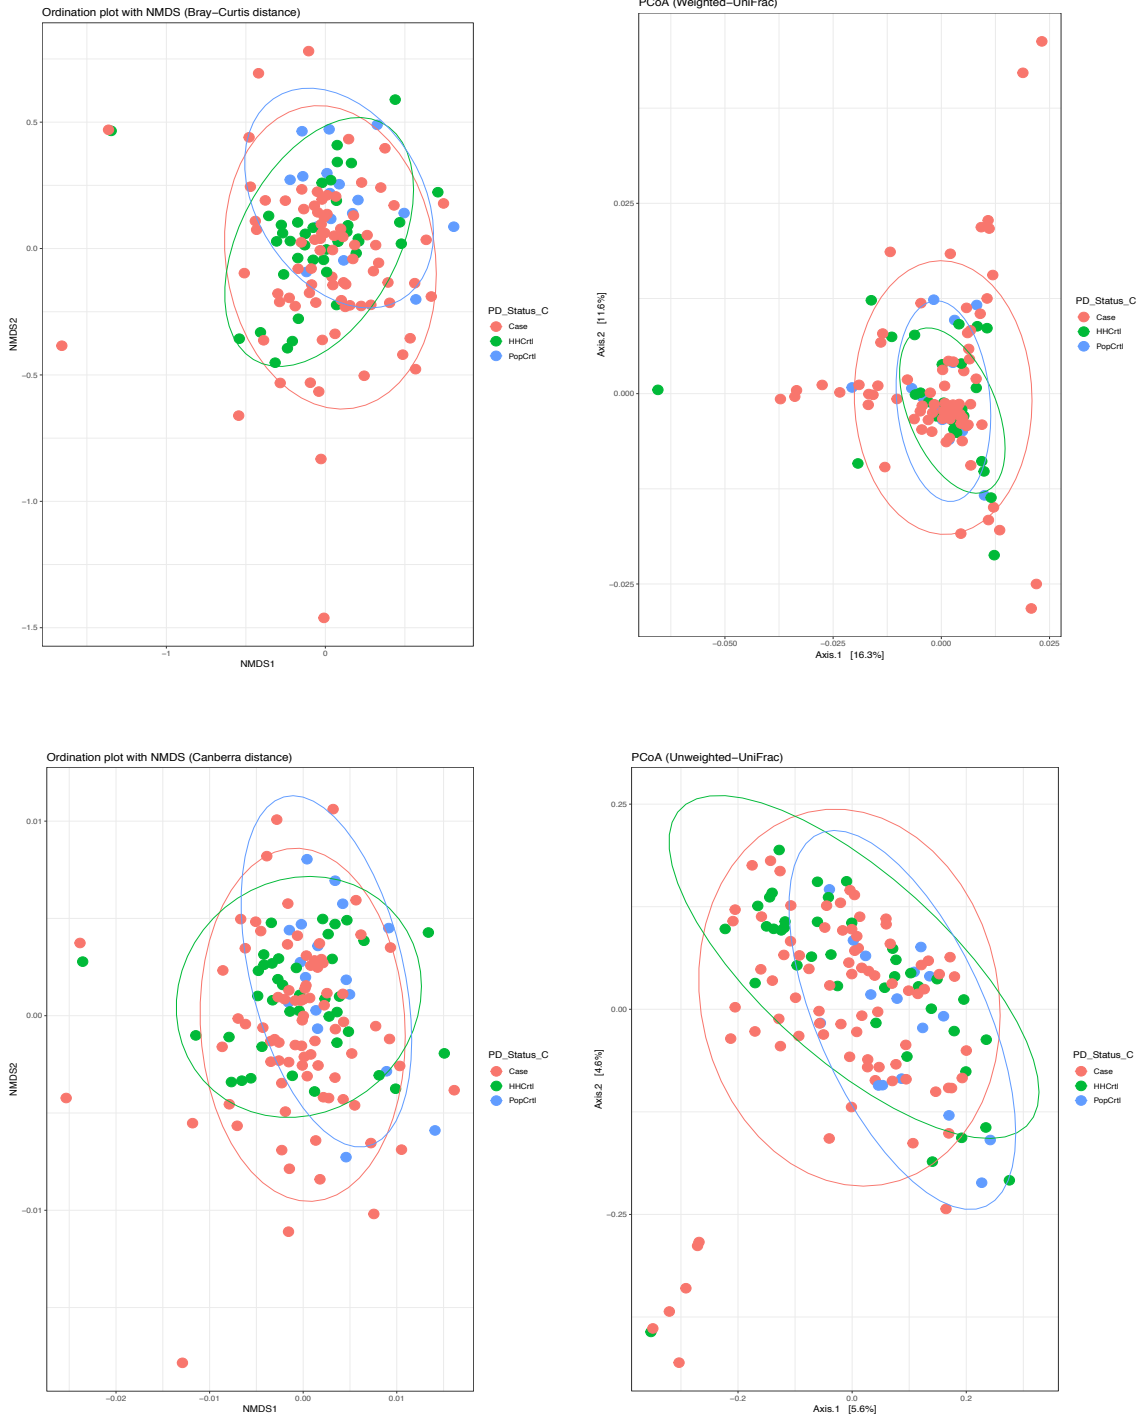 Ordination plot with NMDS (Bray−Curtis distance)
0.5
0.0
−0.5
−1.0
−1.5
NMDS2
−1
0
NMDS1
PD_Status_C
Case
HHCrtl
PopCrtl
PCoA (Weighted−UniFrac)
0.025
0.000
−0.025
Axis.2 [11.6%]
−0.050
−0.025
0.000
0.025
Axis.1 [16.3%]
PD_Status_C
Case
HHCrtl
PopCrtl
Ordination plot with NMDS (Canberra distance)
0.01
0.00
−0.01
NMDS2
−0.02
−0.01
0.00
0.01
NMDS1
PD_Status_C
Case
HHCrtl
PopCrtl
PCoA (Unweighted−UniFrac)
0.25
0.00
−0.25
Axis.2 [4.6%]
−0.2
0.0
0.2
Axis.1 [5.6%]
PD_Status_C
Case
HHCrtl
PopCrtl